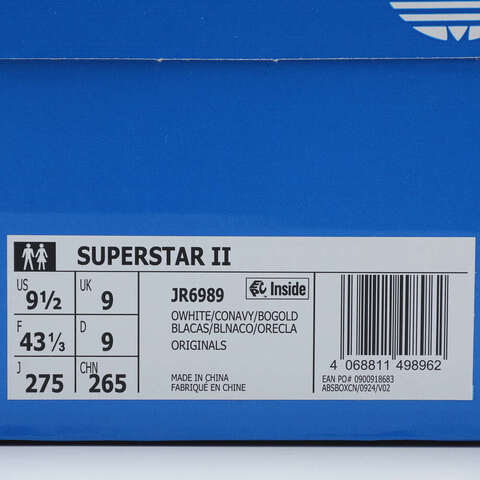 SUPERSTAR II
US 9½ UK 9
F 43⅓ D 9
J 275 CHN 265
JR6989 Inside
OWHITE/CONAVY/BOGOLD
BLACAS/BLNACO/ORECLA
ORIGINALS
MADE IN CHINA
FABRIQUÉ EN CHINE
4 068811 498962
EAN PO# 0900918683
ABSBOXCN/0924/V02